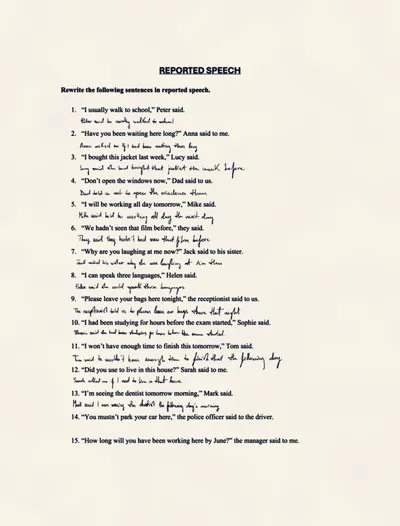 REPORTED SPEECH
Rewrite the following sentences in reported speech.
1. “I usually walk to school,” Peter said.
Peter said he usually walked to school
2. “Have you been waiting here long?” Anna said to me.
Anna asked me if I had been waiting there long
3. “I bought this jacket last week,” Lucy said.
Lucy said she had bought that jacket the week before
4. “Don't open the windows now,” Dad said to us.
Dad told us not to open the windows then
5. “I will be working all day tomorrow,” Mike said.
Mike said he'd be working all day the next day
6. “We hadn't seen that film before,” they said.
They said they hadn't had seen that film before
7. “Why are you laughing at me now?” Jack said to his sister.
Jack asked his sister why she was laughing at him then
8. “I can speak three languages,” Helen said.
Helen said she could speak three languages
9. “Please leave your bags here tonight,” the receptionist said to us.
The receptionist told us to please leave our bags there that night
10. “I had been studying for hours before the exam started,” Sophie said.
said she had been studying for hours before the exam started
11. “I won't have enough time to finish this tomorrow,” Tom said.
Tom said he wouldn't have enough time to finish that the following day
12. “Did you use to live in this house?” Sarah said to me.
Sarah asked me if I used to live in that house
13. “I'm seeing the dentist tomorrow morning,” Mark said.
Mark said I was seeing the dentist the following day's morning
14. “You mustn't park your car here,” the police officer said to the driver.
15. “How long will you have been working here by June?” the manager said to me.